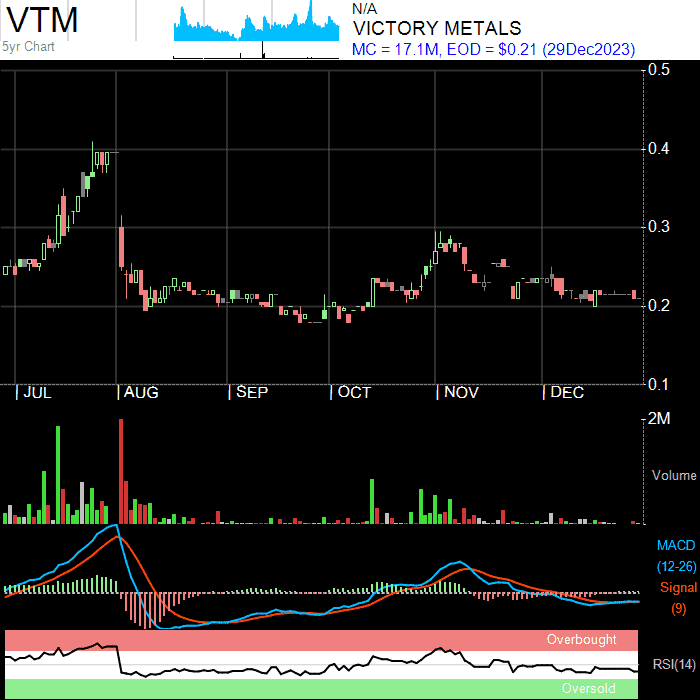 VTM
5yr Chart
N/A
VICTORY METALS
MC = 17.1M, EOD = $0.21 (29Dec2023)
0.5
0.4
0.3
0.2
0.1
JUL AUG SEP OCT NOV DEC
2M
Volume
MACD
(12-26)
Signal
(9)
Overbought
RSI(14)
Oversold